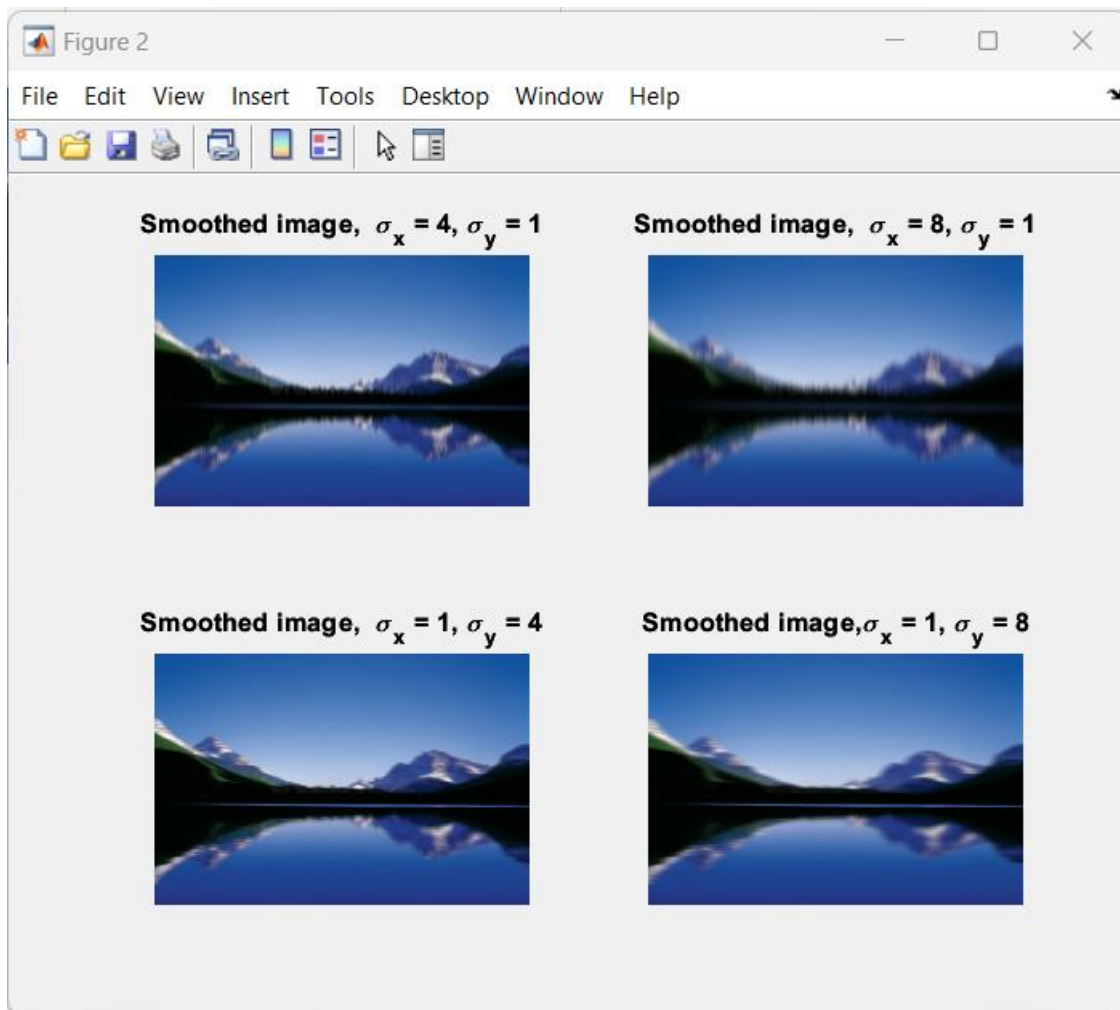 Figure 2
File Edit View Insert Tools Desktop Window Help
Smoothed image, σx = 4, σy = 1
Smoothed image, σx = 8, σy = 1
Smoothed image, σx = 1, σy = 4
Smoothed image,σx = 1, σy = 8